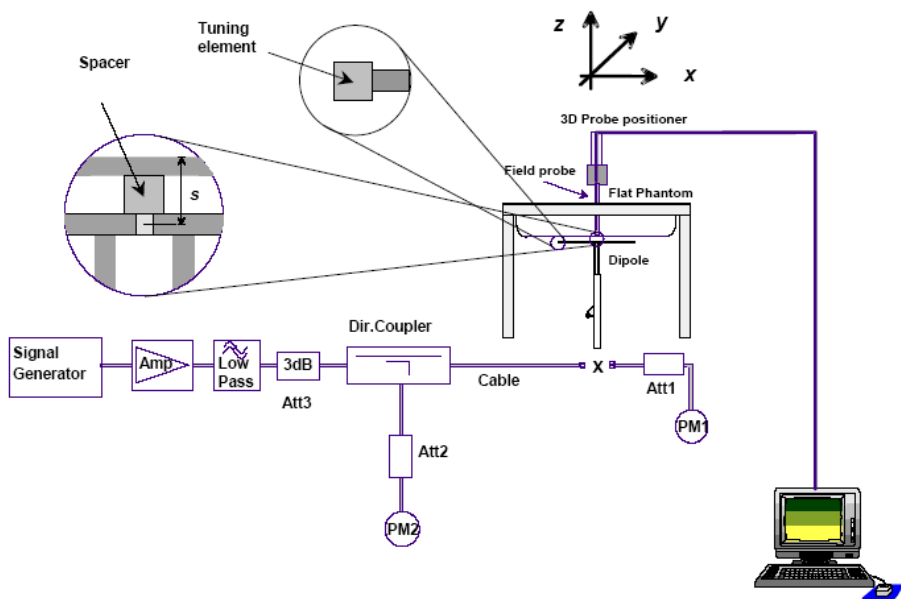 Tuning
element
Spacer
s
z
y
x
3D Probe positioner
Field probe
Flat Phantom
Dipole
Dir.Coupler
Signal
Generator
Amp
Low
Pass
3dB
Att3
Cable
X
Att1
PM1
Att2
PM2